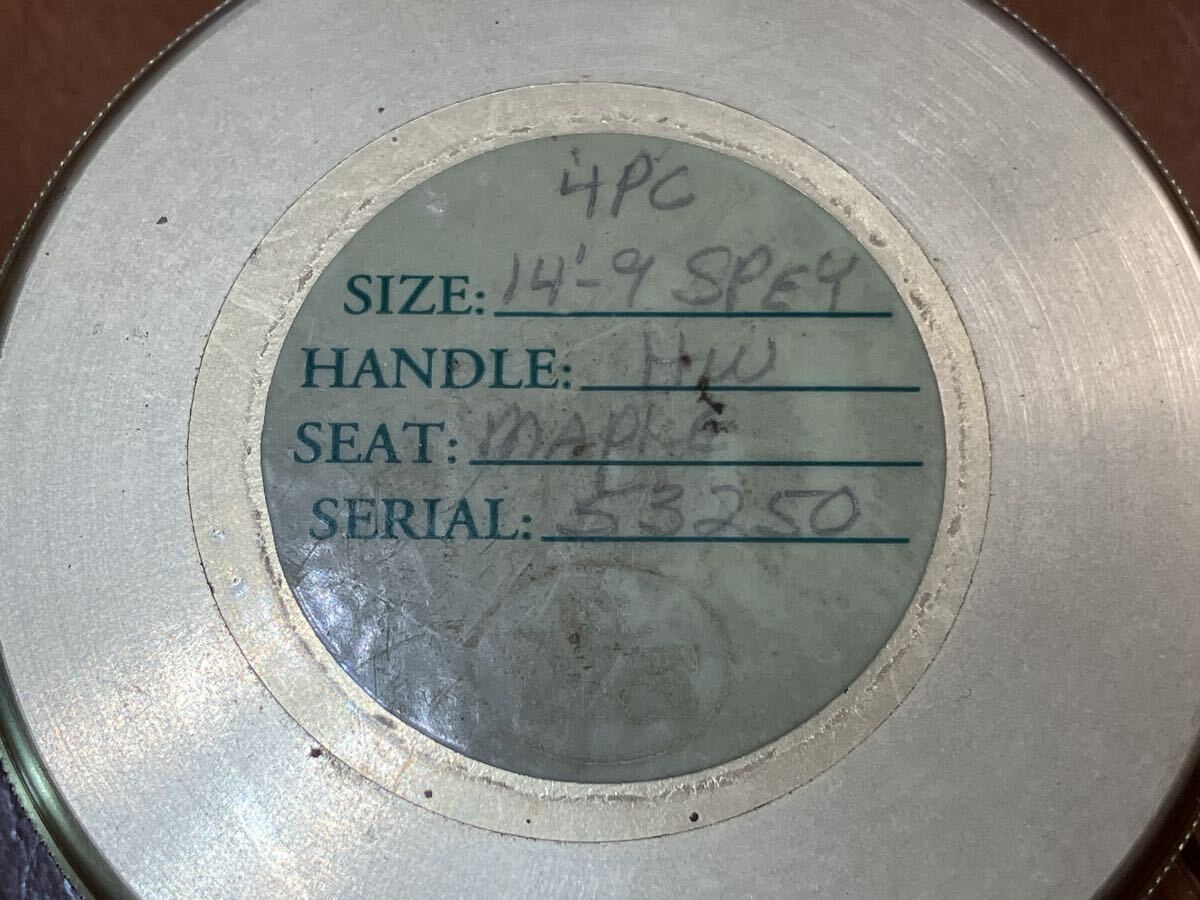 4PC
SIZE: 14'-9 SPEY
HANDLE: HW
SEAT: MAPLE
SERIAL: 53250